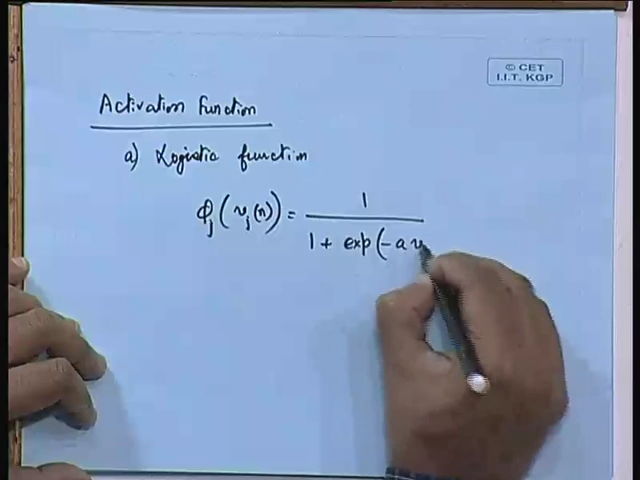 © CET
I.I.T. KGP
Activation Function
a) Logistic function
φj(vj(n)) = 1
1 + exp(-a v